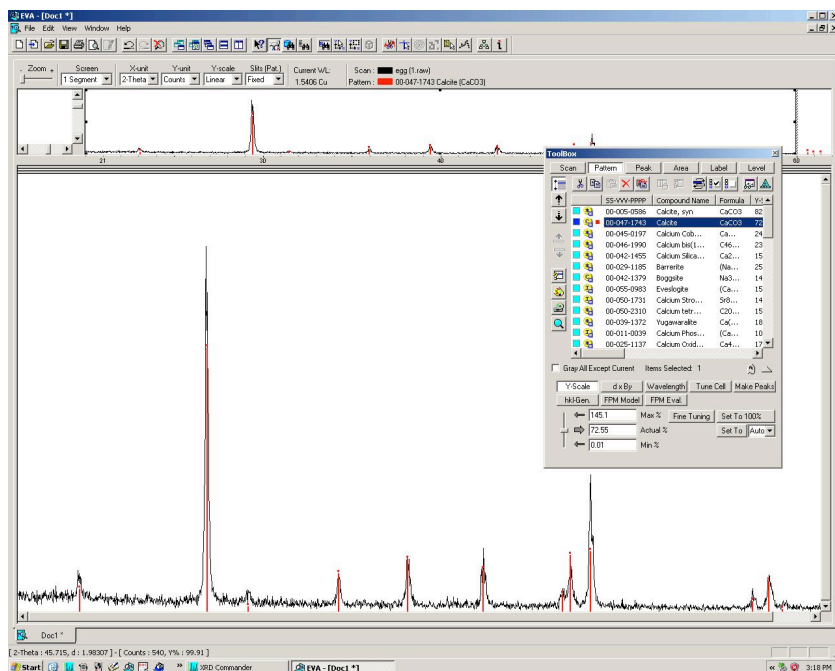 EVA - [Doc1 *]
File Edit View Window Help
Zoom + Screen X-unit Y-unit Y-scale Slits (Pat.) Current WL: Scan : egg (1.raw)
1 Segment 2-Theta Counts Linear Fixed 1.5406 Cu Pattern : 00-047-1743 Calcite (CaCO3)
21 30 40 60
ToolBox
Scan Pattern Peak Area Label Level
SS-VVV-PPPP Compound Name Formula Y-
00-005-0586 Calcite, syn CaCO3 82
00-047-1743 Calcite CaCO3 72
00-045-0197 Calcium Cob... Ca... 24
00-046-1990 Calcium bis(1... C46... 23
00-042-1455 Calcium Silica... Ca2... 15
00-029-1185 Barrerite (Na... 25
00-042-1379 Boggsite Na3... 14
00-055-0983 Eveslogite (Ca... 15
00-050-1731 Calcium Stro... Sr8... 14
00-050-2310 Calcium tetr... C20... 15
00-039-1372 Yugawaralite Ca(... 18
00-011-0039 Calcium Phos... (Ca... 10
00-025-1137 Calcium Oxid... Ca4... 17
Gray All Except Current Items Selected: 1
Y-Scale d x By Wavelength Tune Cell Make Peaks
hkl-Gen. FPM Model FPM Eval.
145.1 Max % Fine Tuning Set To 100%
72.55 Actual % Set To Auto
0.01 Min %
Doc1 *
[ 2-Theta : 45.715, d : 1.98307 ] - [ Counts : 540, Y% : 99.91 ]
Start XRD Commander EVA - [Doc1 *] 3:18 PM